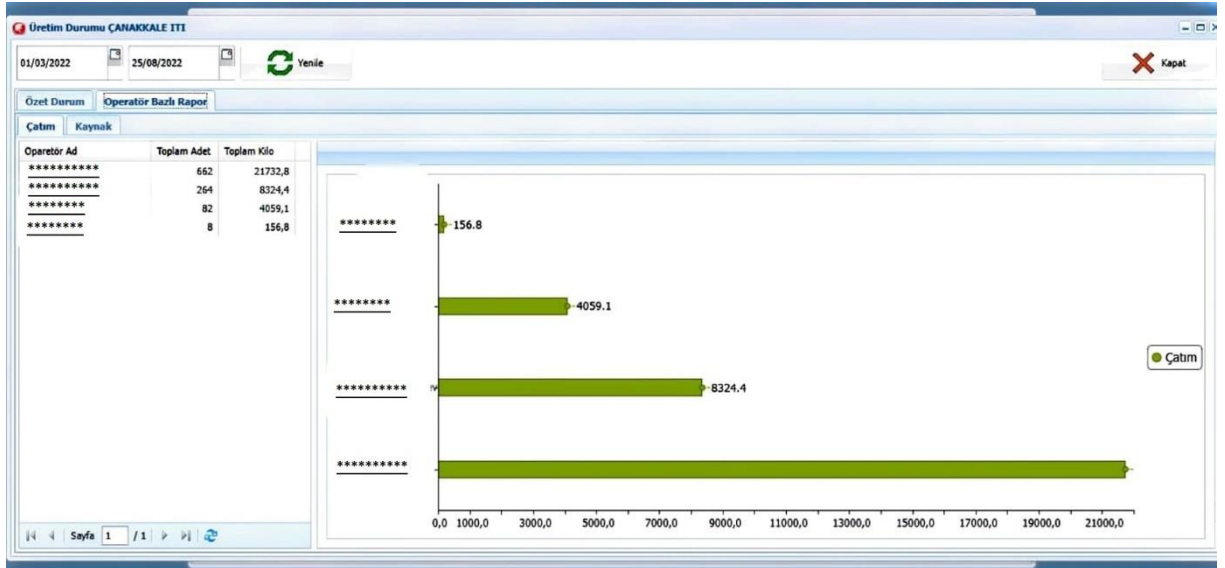 Üretim Durumu ÇANAKKALE ITI
01/03/2022 25/08/2022 Yenile Kapat
Özet Durum Operatör Bazlı Rapor
Çatım Kaynak
Oparetör Ad Toplam Adet Toplam Kilo
********** 662 21732,8
********** 264 8324,4
******** 82 4059,1
******** 8 156,8
******** 156.8
******** 4059.1
********** 8324.4
**********
Çatım
0,0 1000,0 3000,0 5000,0 7000,0 9000,0 11000,0 13000,0 15000,0 17000,0 19000,0 21000,0
Sayfa 1 / 1